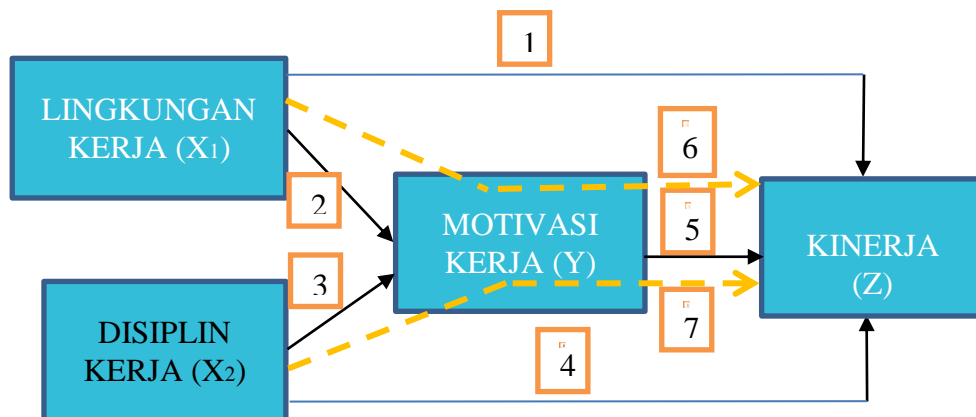 1
LINGKUNGAN
KERJA (X1)
6
2
MOTIVASI
KERJA (Y)
5
KINERJA
(Z)
3
DISIPLIN
KERJA (X2)
7
4